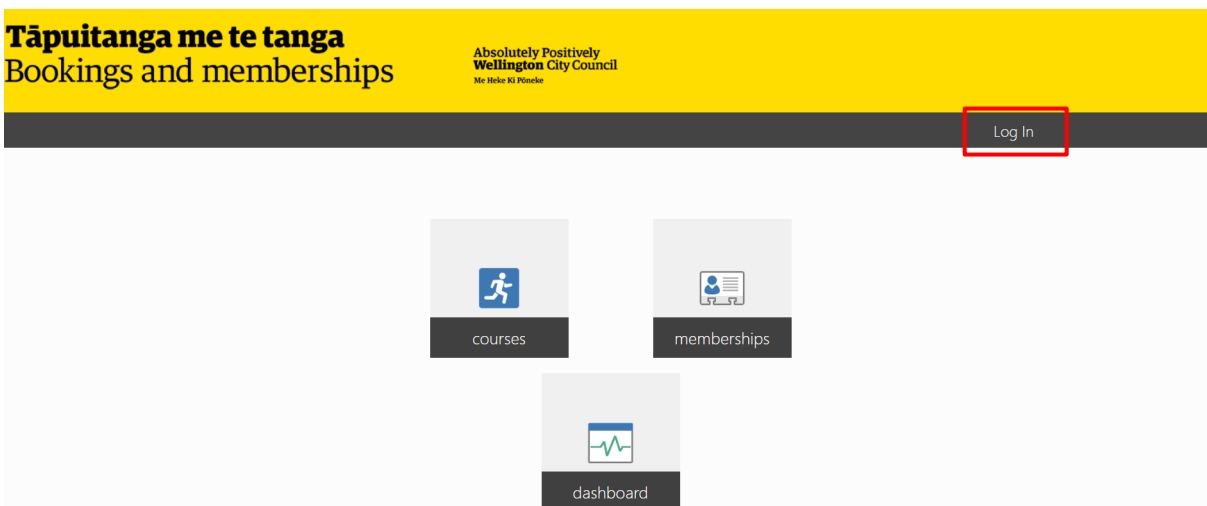 Tāpuitanga me te tanga
Bookings and memberships
Absolutely Positively
Wellington City Council
Me Heke Ki Pōneke
Log In
courses
memberships
dashboard